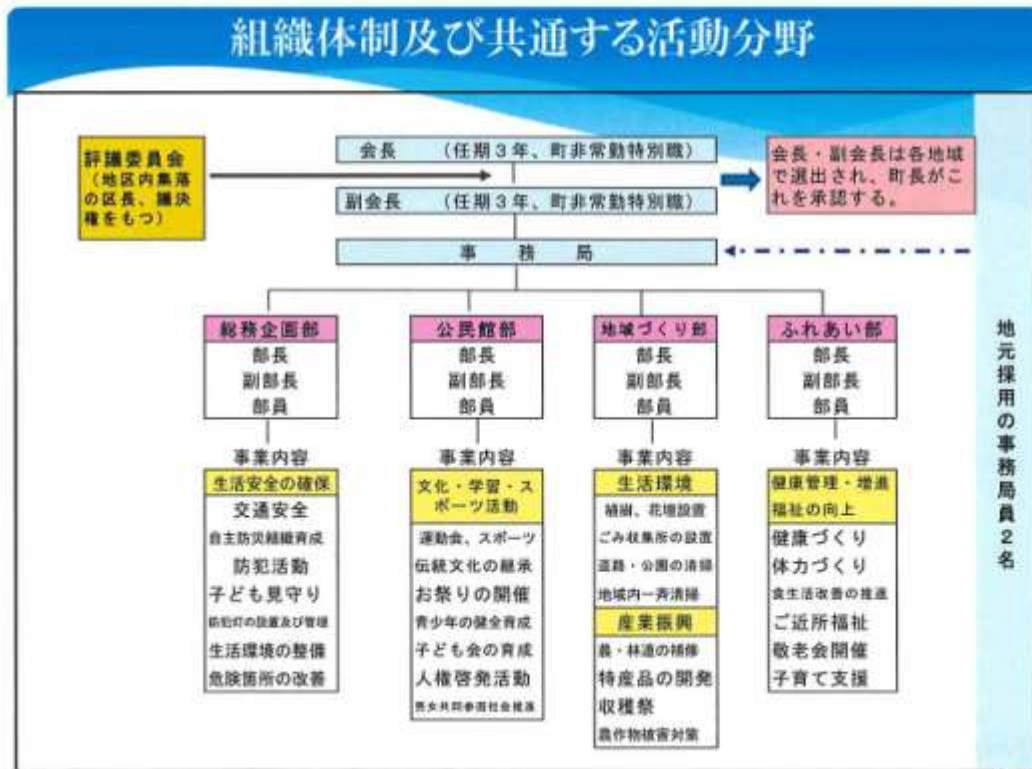 組織体制及び共通する活動分野
評議委員会
（地区内集落
の区長、議決
権をもつ）
会長　（任期３年、町非常勤特別職）
副会長　（任期３年、町非常勤特別職）
事　務　局
会長・副会長は各地域
で選出され、町長がこ
れを承認する。
地元採用の事務局員２名
総務企画部
部長
副部長
部員
事業内容
生活安全の確保
交通安全
自主防災組織育成
防犯活動
子ども見守り
防犯灯の設置及び管理
生活環境の整備
危険箇所の改善
公民館部
部長
副部長
部員
事業内容
文化・学習・ス
ポーツ活動
運動会、スポーツ
伝統文化の継承
お祭りの開催
青少年の健全育成
子ども会の育成
人権啓発活動
男女共同参画社会推進
地域づくり部
部長
副部長
部員
事業内容
生活環境
植樹、花壇設置
ごみ収集所の設置
道路・公園の清掃
地域内一斉清掃
産業振興
農・林道の補修
特産品の開発
収穫祭
農作物被害対策
ふれあい部
部長
副部長
部員
事業内容
健康管理・増進
福祉の向上
健康づくり
体力づくり
食生活改善の推進
ご近所福祉
敬老会開催
子育て支援